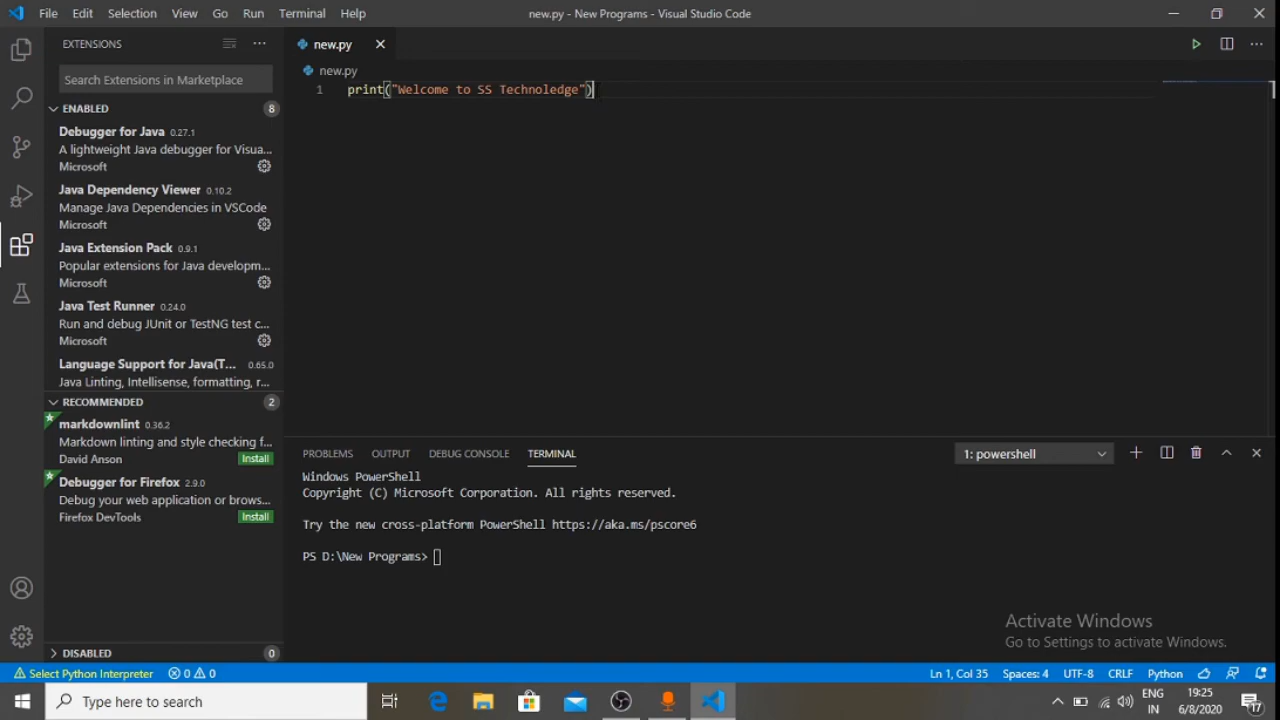 File Edit Selection View Go Run Terminal Help
new.py - New Programs - Visual Studio Code
EXTENSIONS
Search Extensions in Marketplace
ENABLED 8
Debugger for Java 0.27.1
A lightweight Java debugger for Visua...
Microsoft
Java Dependency Viewer 0.10.2
Manage Java Dependencies in VSCode
Microsoft
Java Extension Pack 0.9.1
Popular extensions for Java developm...
Microsoft
Java Test Runner 0.24.0
Run and debug JUnit or TestNG test c...
Microsoft
Language Support for Java(T... 0.65.0
Java Linting, Intellisense, formatting, r...
RECOMMENDED 2
markdownlint 0.36.2
Markdown linting and style checking f...
David Anson Install
Debugger for Firefox 2.9.0
Debug your web application or brows...
Firefox DevTools Install
DISABLED 0
new.py
new.py
1 print("Welcome to SS Technoledge")
PROBLEMS OUTPUT DEBUG CONSOLE TERMINAL
1: powershell
Windows PowerShell
Copyright (C) Microsoft Corporation. All rights reserved.
Try the new cross-platform PowerShell https://aka.ms/pscore6
PS D:\New Programs>
Activate Windows
Go to Settings to activate Windows.
Select Python Interpreter 0 0
Ln 1, Col 35 Spaces: 4 UTF-8 CRLF Python
Type here to search
ENG
IN
19:25
6/8/2020
17